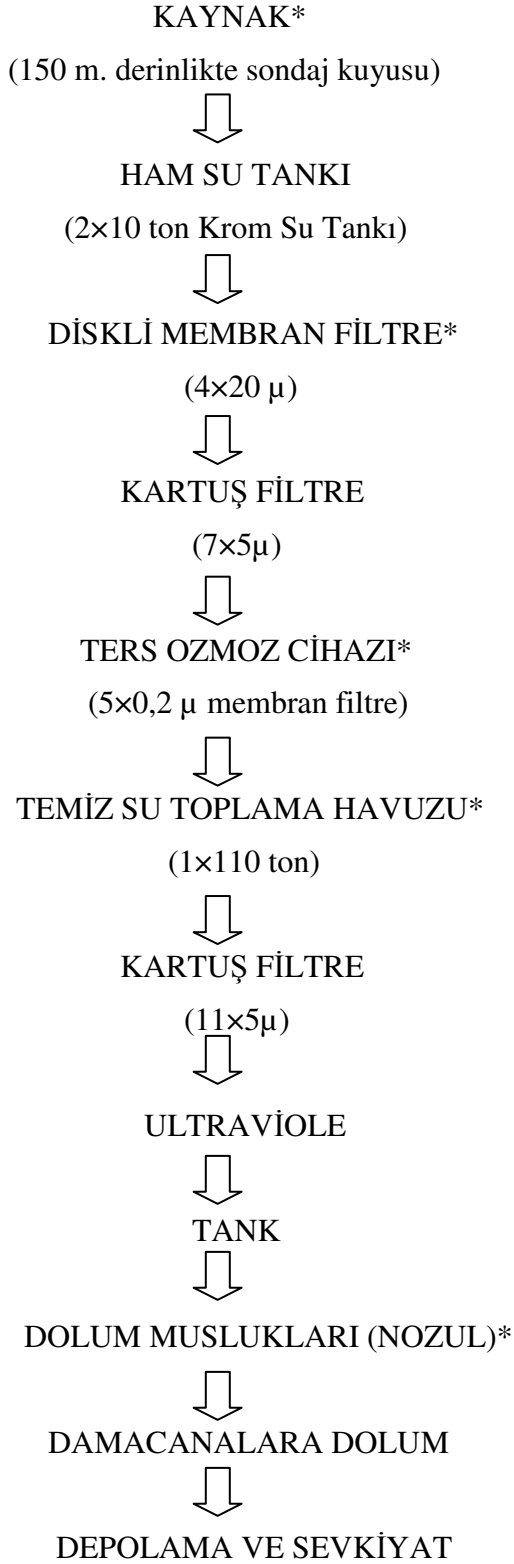 KAYNAK*
(150 m. derinlikte sondaj kuyusu)
HAM SU TANKI
(2×10 ton Krom Su Tankı)
DİSKLİ MEMBRAN FİLTRE*
(4×20 µ)
KARTUŞ FİLTRE
(7×5µ)
TERS OZMOZ CİHAZI*
(5×0,2 µ membran filtre)
TEMİZ SU TOPLAMA HAVUZU*
(1×110 ton)
KARTUŞ FİLTRE
(11×5µ)
ULTRAVİOLE
TANK
DOLUM MUSLUKLARI (NOZUL)*
DAMACANALARA DOLUM
DEPOLAMA VE SEVKİYAT